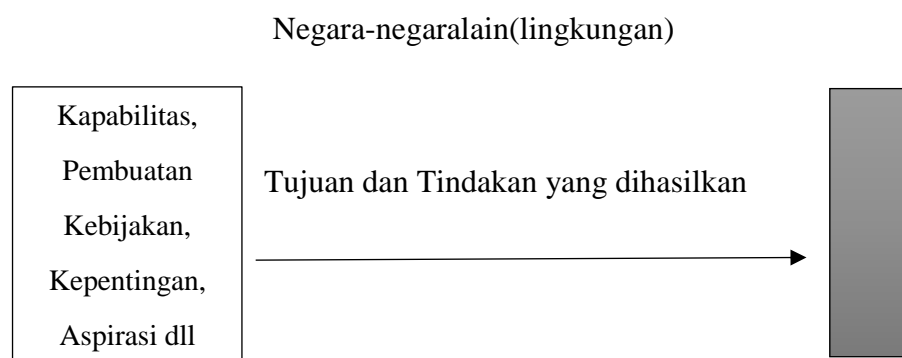 Negara-negaralain(lingkungan)
Kapabilitas,
Pembuatan
Kebijakan,
Kepentingan,
Aspirasi dll
Tujuan dan Tindakan yang dihasilkan